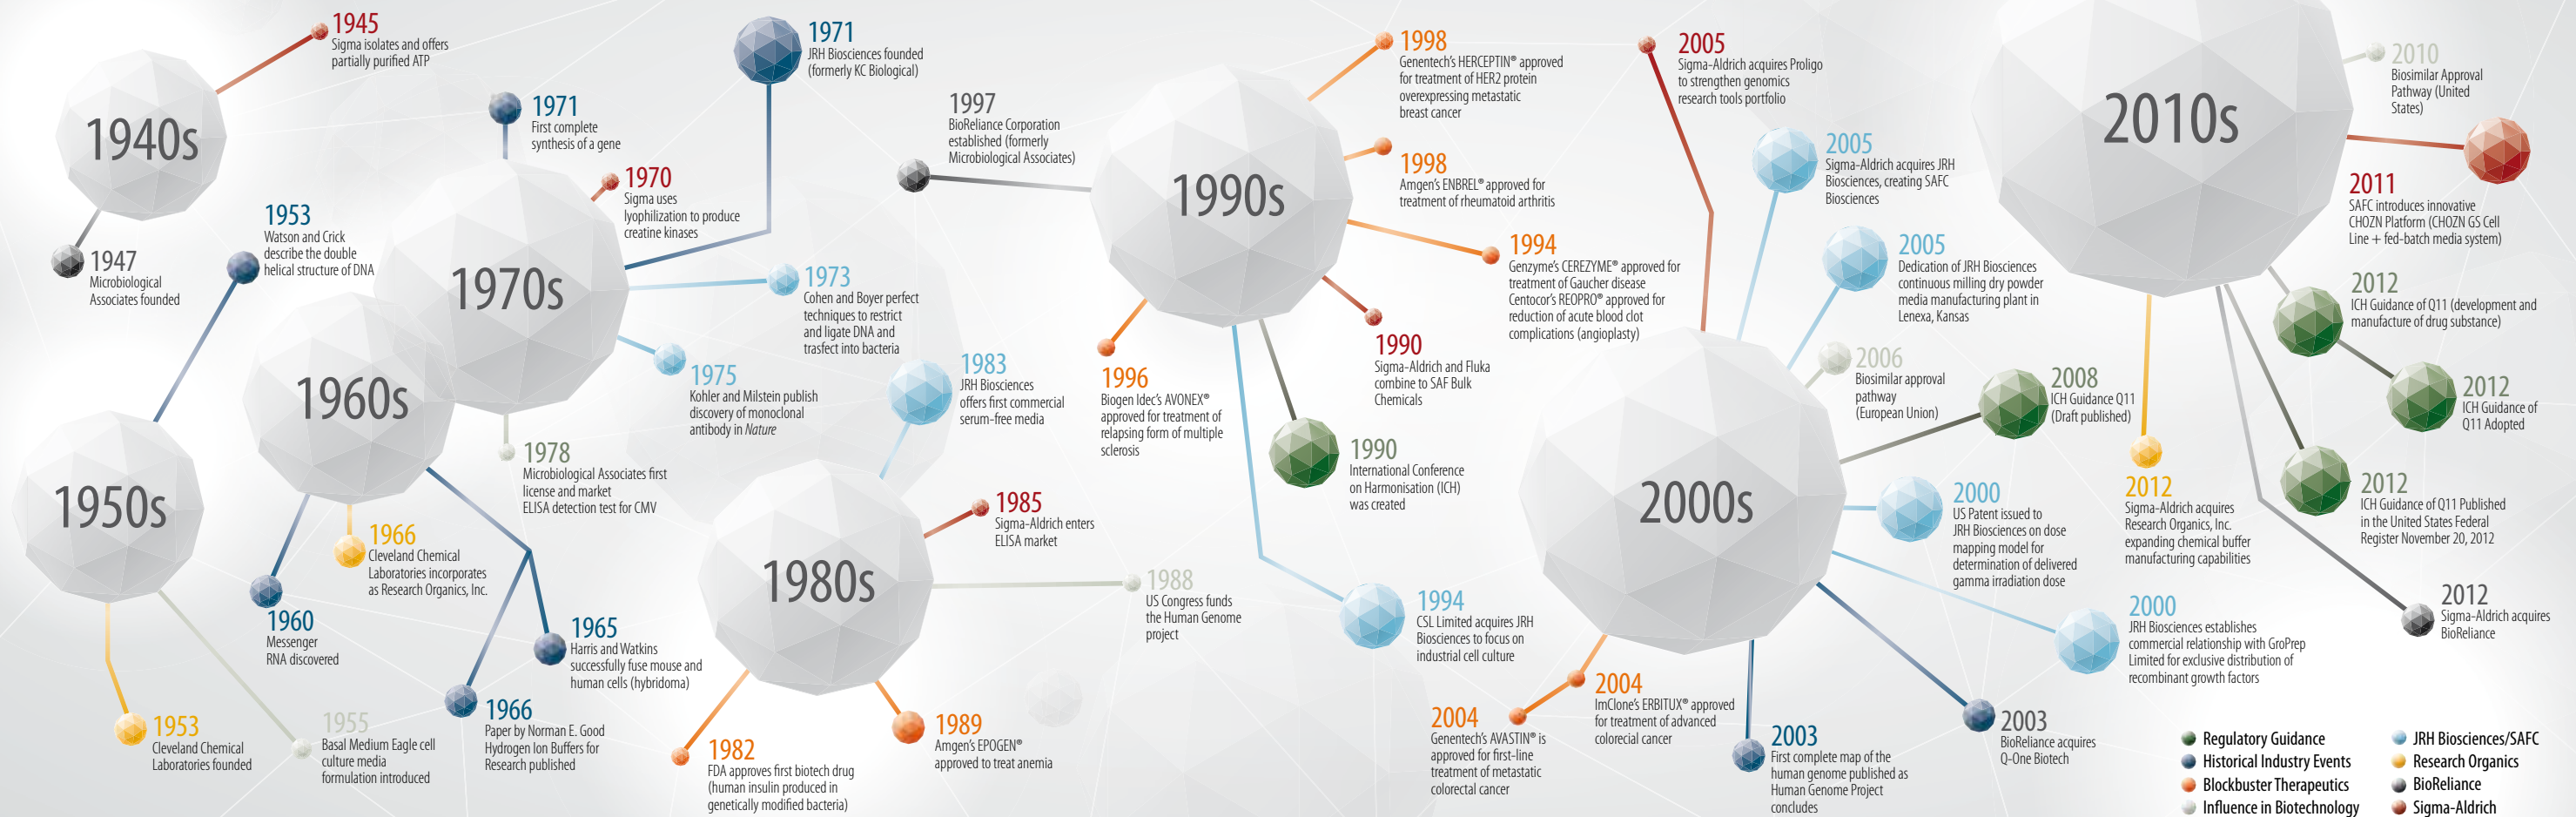 1940s
1945
Sigma isolates and offers
partially purified ATP
1947
Microbiological
Associates founded
1950s
1953
Watson and Crick
describe the double
helical structure of DNA
1953
Cleveland Chemical
Laboratories founded
1955
Basal Medium Eagle cell
culture media
formulation introduced
1960s
1966
Cleveland Chemical
Laboratories incorporates
as Research Organics, Inc.
1960
Messenger
RNA discovered
1965
Harris and Watkins
successfully fuse mouse and
human cells (hybridoma)
1966
Paper by Norman E. Good
Hydrogen Ion Buffers for
Research published
1970s
1971
First complete
synthesis of a gene
1970
Sigma uses
lyophilization to produce
creatine kinases
1971
JRH Biosciences founded
(formerly KC Biological)
1973
Cohen and Boyer perfect
techniques to restrict
and ligate DNA and
trasfect into bacteria
1975
Kohler and Milstein publish
discovery of monoclonal
antibody in Nature
1978
Microbiological Associates first
license and market
ELISA detection test for CMV
1980s
1983
JRH Biosciences
offers first commercial
serum-free media
1985
Sigma-Aldrich enters
ELISA market
1988
US Congress funds
the Human Genome
project
1982
FDA approves first biotech drug
(human insulin produced in
genetically modified bacteria)
1989
Amgen's EPOGEN®
approved to treat anemia
1990s
1997
BioReliance Corporation
established (formerly
Microbiological Associates)
1998
Genentech's HERCEPTIN® approved
for treatment of HER2 protein
overexpressing metastatic
breast cancer
1998
Amgen's ENBREL® approved for
treatment of rheumatoid arthritis
1994
Genzyme's CEREZYME® approved for
treatment of Gaucher disease
Centocor's REOPRO® approved for
reduction of acute blood clot
complications (angioplasty)
1990
Sigma-Aldrich and Fluka
combine to SAF Bulk
Chemicals
1996
Biogen Idec's AVONEX®
approved for treatment of
relapsing form of multiple
sclerosis
1990
International Conference
on Harmonisation (ICH)
was created
1994
CSL Limited acquires JRH
Biosciences to focus on
industrial cell culture
2000s
2005
Sigma-Aldrich acquires Proligo
to strengthen genomics
research tools portfolio
2005
Sigma-Aldrich acquires JRH
Biosciences, creating SAFC
Biosciences
2005
Dedication of JRH Biosciences
continuous milling dry powder
media manufacturing plant in
Lenexa, Kansas
2006
Biosimilar approval
pathway
(European Union)
2008
ICH Guidance Q11
(Draft published)
2000
US Patent issued to
JRH Biosciences on dose
mapping model for
determination of delivered
gamma irradiation dose
2000
JRH Biosciences establishes
commercial relationship with GroPrep
Limited for exclusive distribution of
recombinant growth factors
2004
ImClone's ERBITUX® approved
for treatment of advanced
colorecial cancer
2004
Genentech's AVASTIN® is
approved for first-line
treatment of metastatic
colorectal cancer
2003
First complete map of the
human genome published as
Human Genome Project
concludes
2003
BioReliance acquires
Q-One Biotech
2010s
2010
Biosimilar Approval
Pathway (United
States)
2011
SAFC introduces innovative
CHOZN Platform (CHOZN GS Cell
Line + fed-batch media system)
2012
ICH Guidance of Q11 (development and
manufacture of drug substance)
2012
ICH Guidance of
Q11 Adopted
2012
Sigma-Aldrich acquires
Research Organics, Inc.
expanding chemical buffer
manufacturing capabilities
2012
ICH Guidance of Q11 Published
in the United States Federal
Register November 20, 2012
2012
Sigma-Aldrich acquires
BioReliance
Regulatory Guidance
Historical Industry Events
Blockbuster Therapeutics
Influence in Biotechnology
JRH Biosciences/SAFC
Research Organics
BioReliance
Sigma-Aldrich